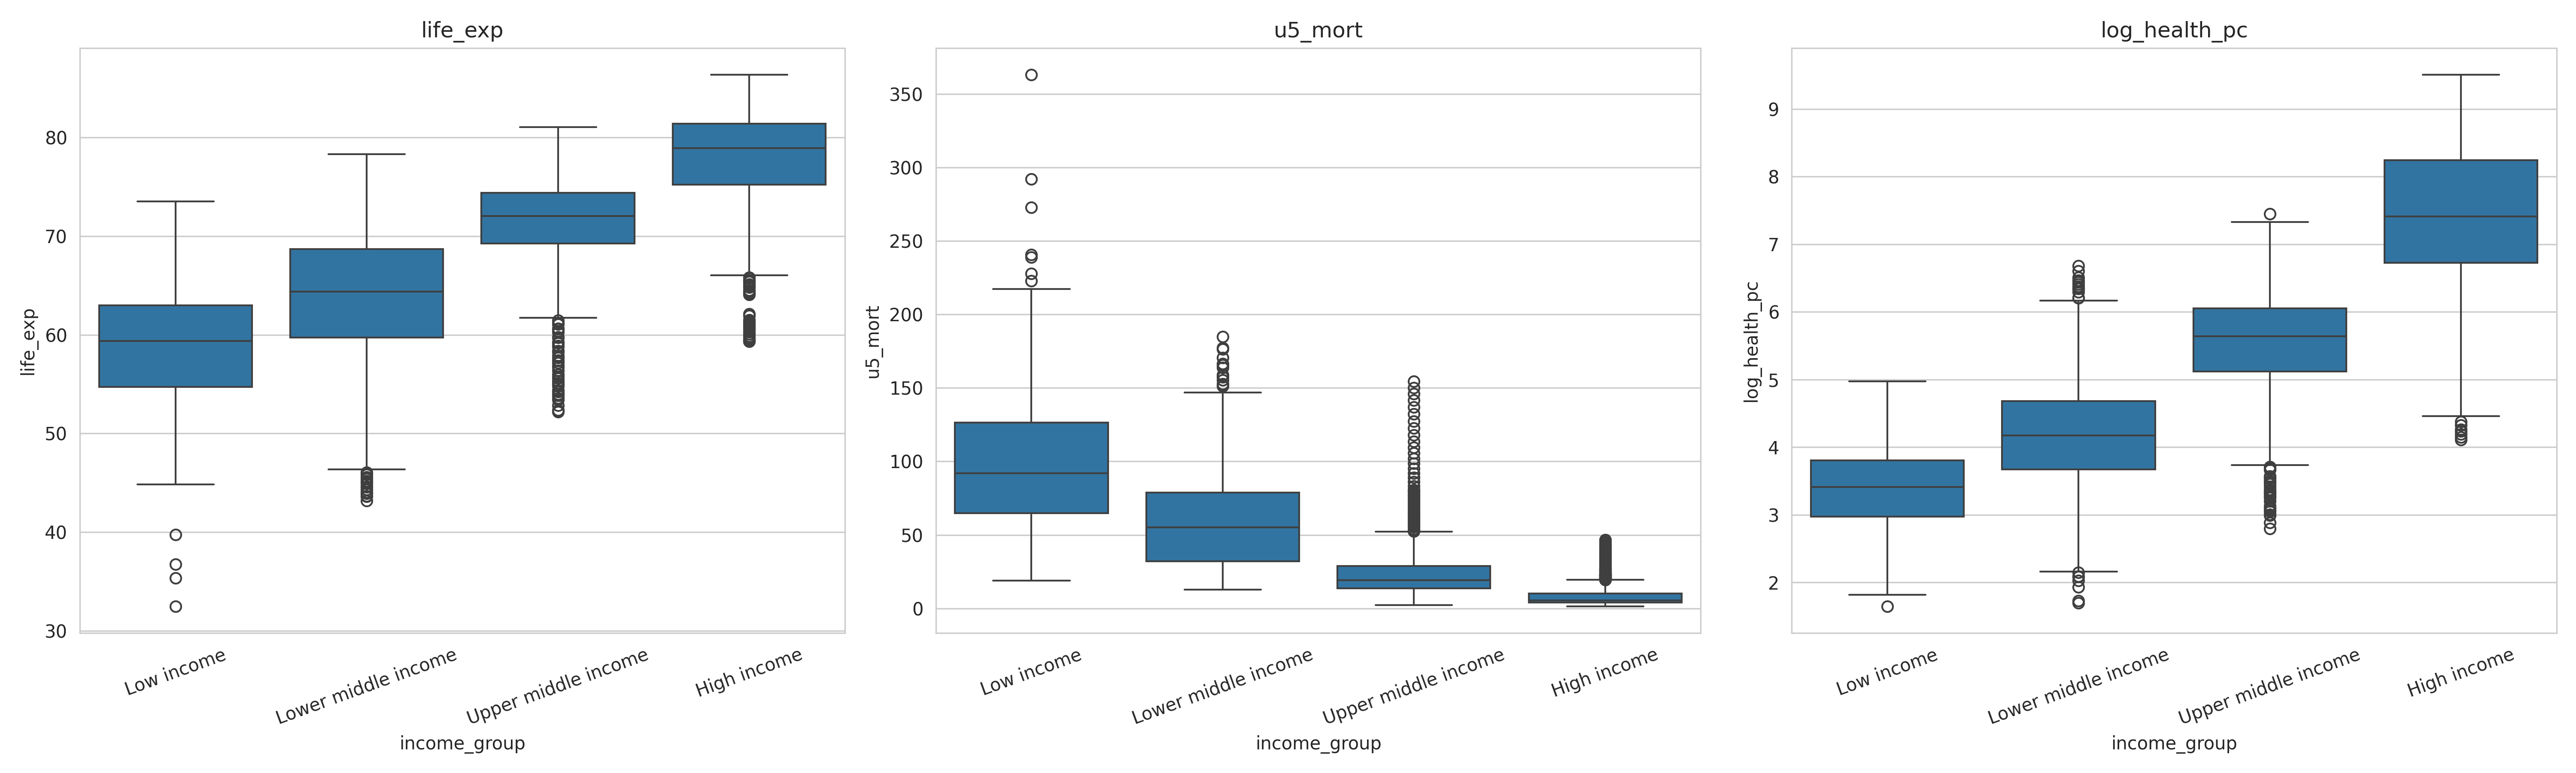 life_exp
life_exp
80
70
60
50
40
30
Low income
Lower middle income
Upper middle income
High income
income_group
u5_mort
u5_mort
350
300
250
200
150
100
50
0
Low income
Lower middle income
Upper middle income
High income
income_group
log_health_pc
log_health_pc
9
8
7
6
5
4
3
2
Low income
Lower middle income
Upper middle income
High income
income_group